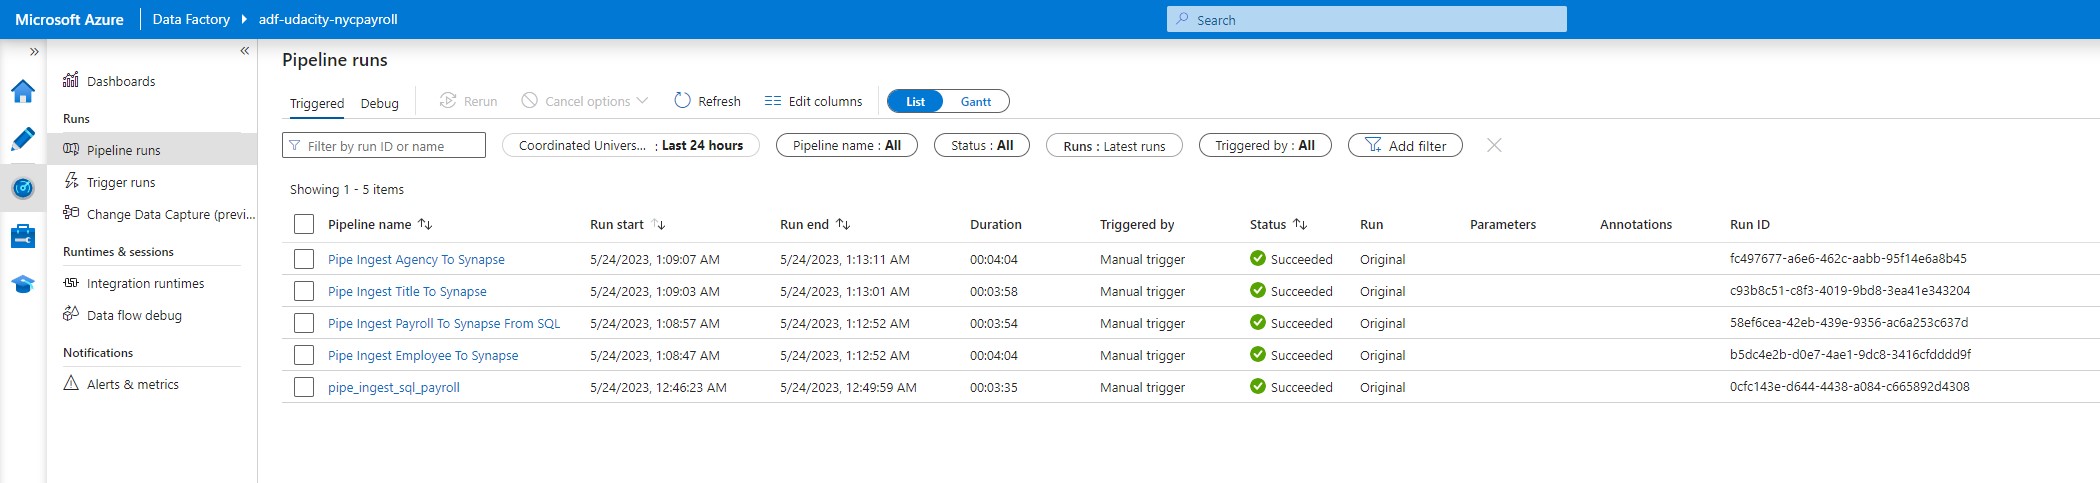 Microsoft Azure Data Factory adf-udacity-nycpayroll Search
Pipeline runs
Dashboards
Triggered Debug Rerun Cancel options Refresh Edit columns List Gantt
Runs
Pipeline runs
Filter by run ID or name Coordinated Univers... : Last 24 hours Pipeline name : All Status : All Runs : Latest runs Triggered by : All Add filter
Trigger runs
Showing 1 - 5 items
Change Data Capture (previ...
Pipeline name Run start Run end Duration Triggered by Status Run Parameters Annotations Run ID
Runtimes & sessions
Pipe Ingest Agency To Synapse 5/24/2023, 1:09:07 AM 5/24/2023, 1:13:11 AM 00:04:04 Manual trigger Succeeded Original fc497677-a6e6-462c-aabb-95f14e6a8b45
Integration runtimes
Pipe Ingest Title To Synapse 5/24/2023, 1:09:03 AM 5/24/2023, 1:13:01 AM 00:03:58 Manual trigger Succeeded Original c93b8c51-c8f3-4019-9bd8-3ea41e343204
Data flow debug
Pipe Ingest Payroll To Synapse From SQL 5/24/2023, 1:08:57 AM 5/24/2023, 1:12:52 AM 00:03:54 Manual trigger Succeeded Original 58ef6cea-42eb-439e-9356-ac6a253c637d
Notifications
Pipe Ingest Employee To Synapse 5/24/2023, 1:08:47 AM 5/24/2023, 1:12:52 AM 00:04:04 Manual trigger Succeeded Original b5dc4e2b-d0e7-4ae1-9dc8-3416cfdddd9f
Alerts & metrics
pipe_ingest_sql_payroll 5/24/2023, 12:46:23 AM 5/24/2023, 12:49:59 AM 00:03:35 Manual trigger Succeeded Original 0cfc143e-d644-4438-a084-c665892d4308